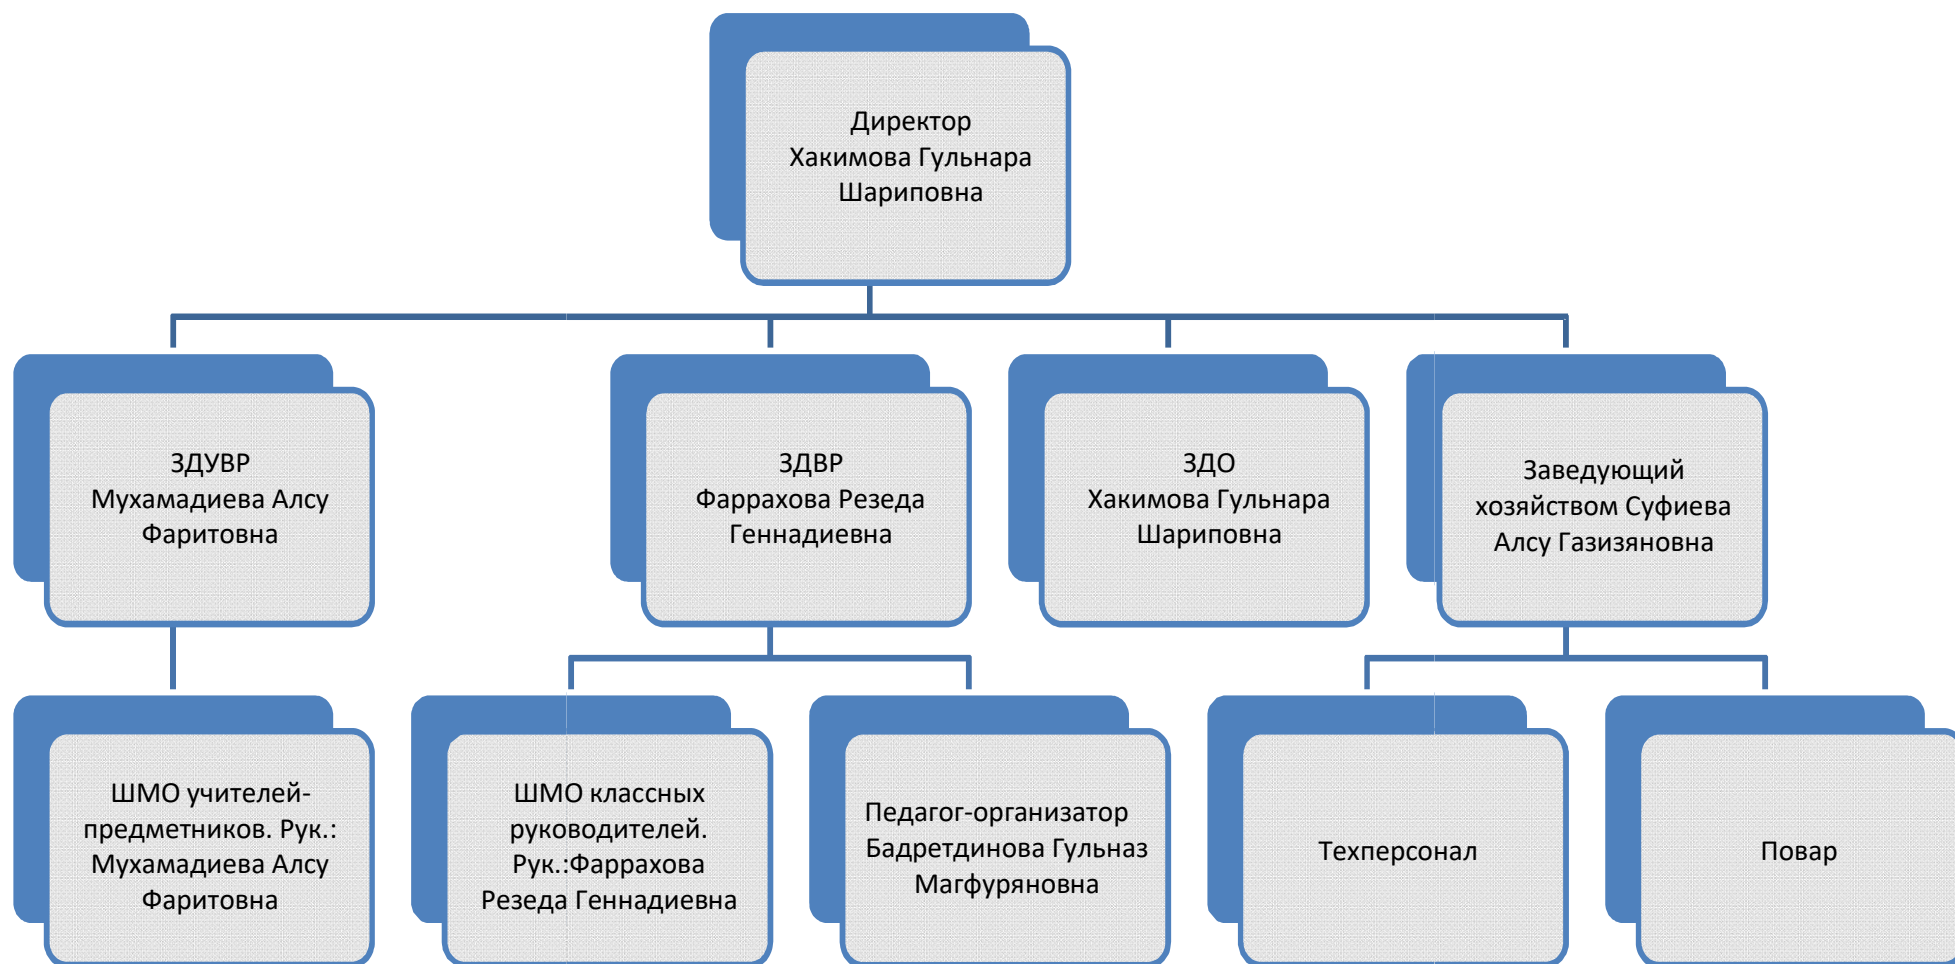 Директор
Хакимова Гульнара
Шариповна
ЗДУВР
Мухамадиева Алсу
Фаритовна
ЗДВР
Фаррахова Резеда
Геннадиевна
ЗДО
Хакимова Гульнара
Шариповна
Заведующий
хозяйством Суфиева
Алсу Газизяновна
ШМО учителей-
предметников. Рук.:
Мухамадиева Алсу
Фаритовна
ШМО классных
руководителей.
Рук.:Фаррахова
Резеда Геннадиевна
Педагог-организатор
Бадретдинова Гульназ
Магфуряновна
Техперсонал
Повар